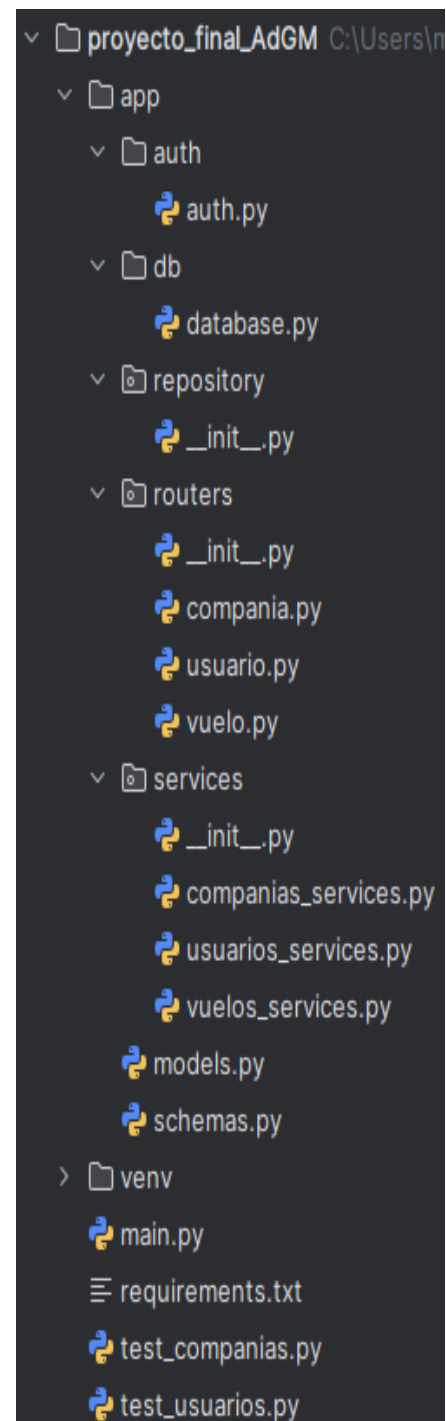 proyecto_final_AdGM C:\Users\
app
auth
auth.py
db
database.py
repository
__init__.py
routers
__init__.py
compania.py
usuario.py
vuelo.py
services
__init__.py
companias_services.py
usuarios_services.py
vuelos_services.py
models.py
schemas.py
venv
main.py
requirements.txt
test_companias.py
test_usuarios.py